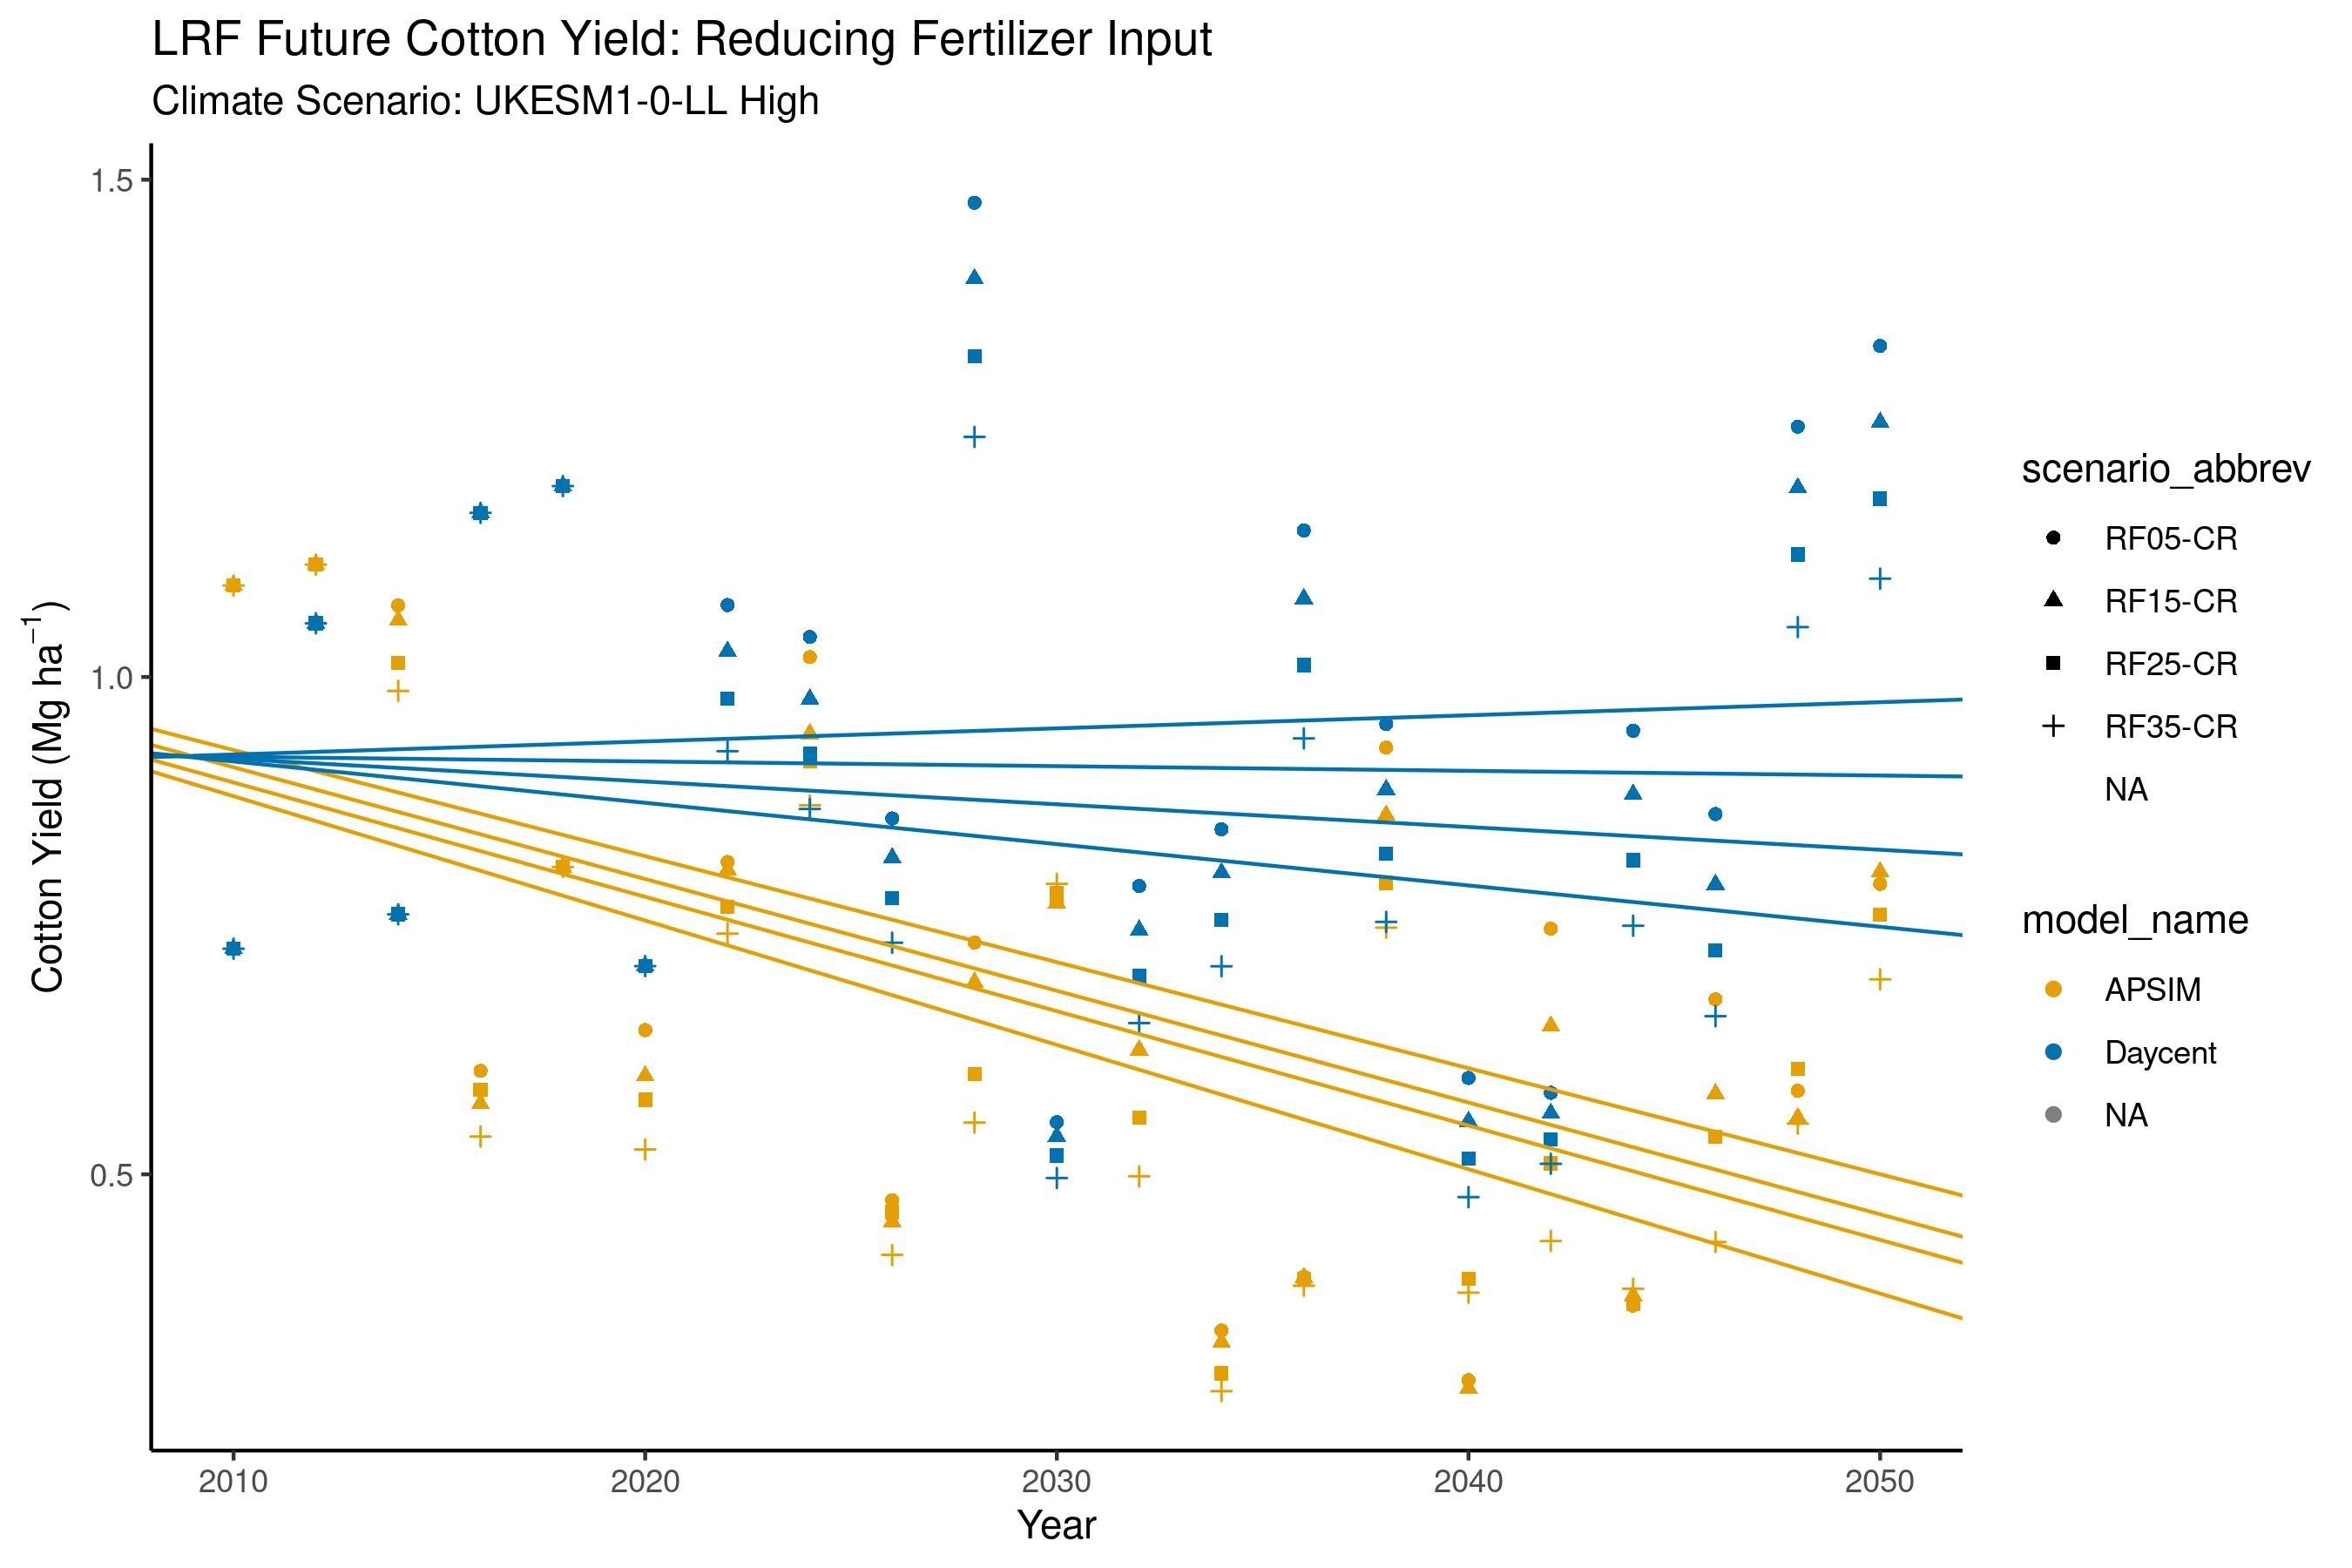 LRF Future Cotton Yield: Reducing Fertilizer Input
Climate Scenario: UKESM1-0-LL High
Cotton Yield (Mg ha⁻¹)
1.5
1.0
0.5
2010
2020
2030
2040
2050
Year
scenario_abbrev
RF05-CR
RF15-CR
RF25-CR
RF35-CR
NA
model_name
APSIM
Daycent
NA